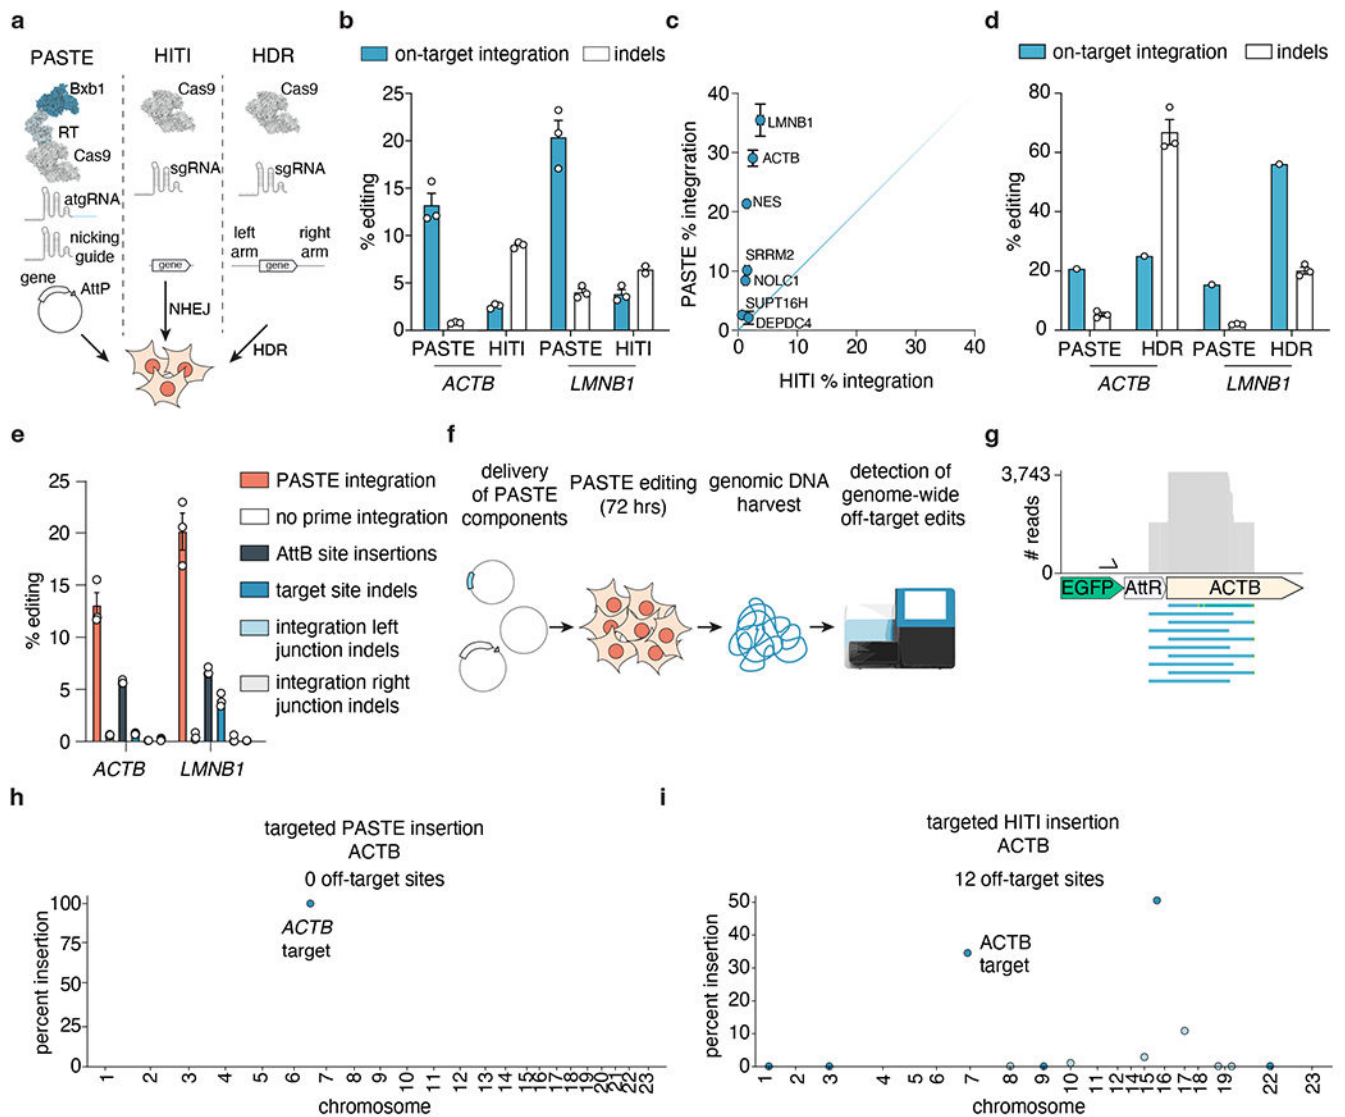 a
PASTE
HITI
HDR
Bxb1
RT
Cas9
Cas9
Cas9
atgRNA
sgRNA
sgRNA
nicking
guide
left
arm
right
arm
gene
gene
gene
AttP
NHEJ
HDR
b
on-target integration
indels
% editing
25
20
15
10
5
0
PASTE
HITI
PASTE
HITI
ACTB
LMNB1
c
PASTE % integration
40
30
20
10
0
LMNB1
ACTB
NES
SRRM2
NOLC1
SUPT16H
DEPDC4
0
10
20
30
40
HITI % integration
d
on-target integration
indels
% editing
80
60
40
20
0
PASTE
HDR
PASTE
HDR
ACTB
LMNB1
e
% editing
25
20
15
10
5
0
ACTB
LMNB1
PASTE integration
no prime integration
AttB site insertions
target site indels
integration left
junction indels
integration right
junction indels
f
delivery
of PASTE
components
PASTE editing
(72 hrs)
genomic DNA
harvest
detection of
genome-wide
off-target edits
g
3,743
# reads
0
EGFP
AttR
ACTB
h
targeted PASTE insertion
ACTB
0 off-target sites
percent insertion
100
75
50
25
0
ACTB
target
1 2 3 4 5 6 7 8 9 10 11 12 13 14 15 16 17 18 19 20 21 22 23
chromosome
i
targeted HITI insertion
ACTB
12 off-target sites
percent insertion
50
40
30
20
10
0
ACTB
target
1 2 3 4 5 6 7 8 9 10 11 12 14 13 15 16 17 18 19 22 23
chromosome